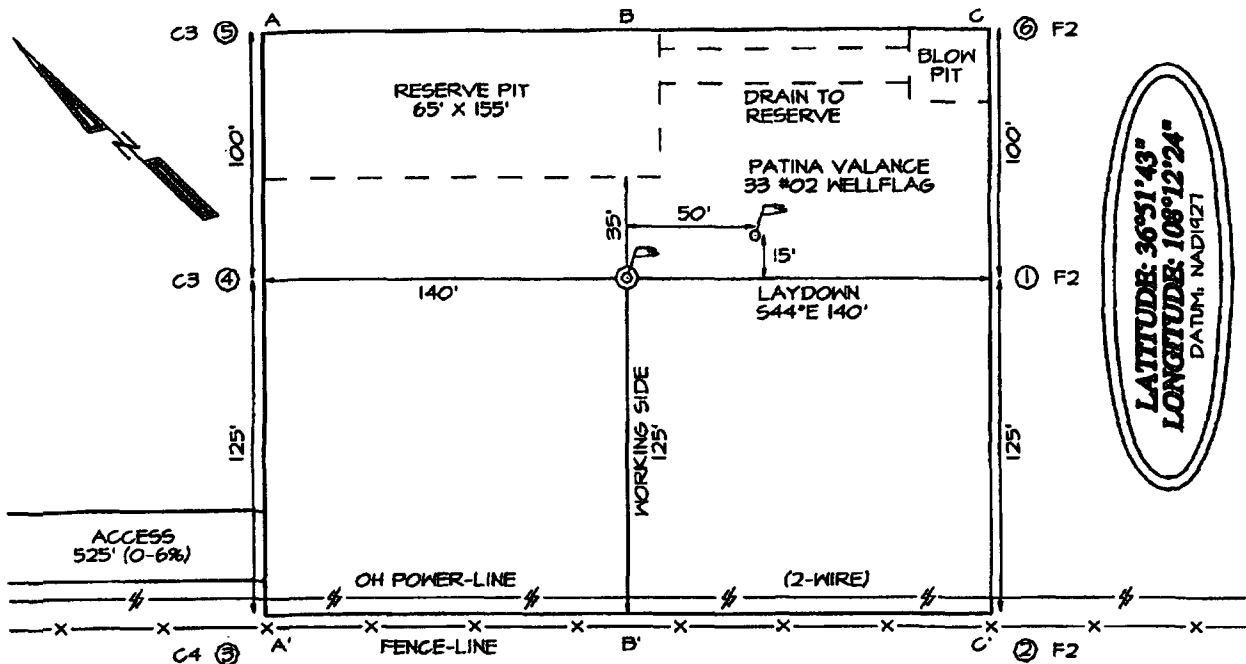 A B C
C3 ⑤ ⑥ F2
BLOW
PIT
RESERVE PIT
65' X 155'
DRAIN TO
RESERVE
N
100'
100'
PATINA VALANCE
33 #02 WELLFLAG
50'
35'
15'
C3 ④ ① F2
140'
LAYDOWN
S44°E 140'
LATITUDE: 36°51'43"
LONGITUDE: 108°12'24"
DATUM: NAD1927
125'
WORKING SIDE
125'
125'
ACCESS
525' (0-6%)
OH POWER-LINE (2-WIRE)
C4 ③ A' FENCE-LINE B' C' ② F2